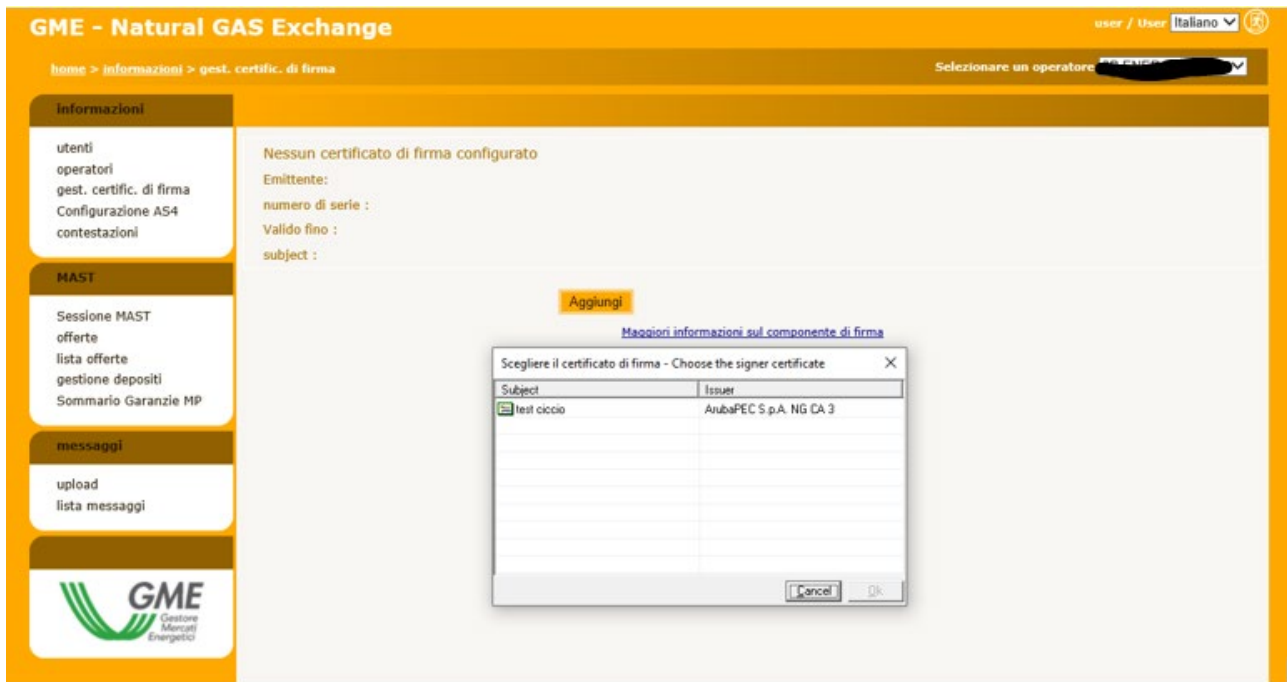 GME - Natural GAS Exchange
user / User Italiano
home > informazioni > gest. certific. di firma
Selezionare un operatore
informazioni
utenti
operatori
gest. certific. di firma
Configurazione AS4
contestazioni
MAST
Sessione MAST
offerte
lista offerte
gestione depositi
Sommario Garanzie MP
messaggi
upload
lista messaggi
GME
Gestore
Mercati
Energetici
Nessun certificato di firma configurato
Emittente:
numero di serie :
Valido fino :
subject :
Aggiungi
Maggiori informazioni sul componente di firma
Scegliere il certificato di firma - Choose the signer certificate
Subject Issuer
test ciccio ArubaPEC S.p.A. NG CA 3
Cancel Ok